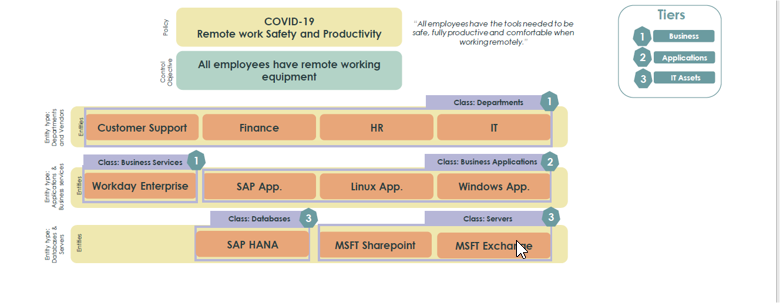 Policy
COVID-19
Remote work Safety and Productivity
"All employees have the tools needed to be
safe, fully productive and comfortable when
working remotely."
Tiers
1 Business
2 Applications
3 IT Assets
Control
Objective
All employees have remote working
equipment
Class: Departments 1
Entity type:
Departments
and Vendors
Entities
Customer Support Finance HR IT
Class: Business Services 1 Class: Business Applications 2
Entity type:
Applications &
Business services
Entities
Workday Enterprise SAP App. Linux App. Windows App.
Class: Databases 3 Class: Servers 3
Entity type:
Databases &
Servers
Entities
SAP HANA MSFT Sharepoint MSFT Exchange